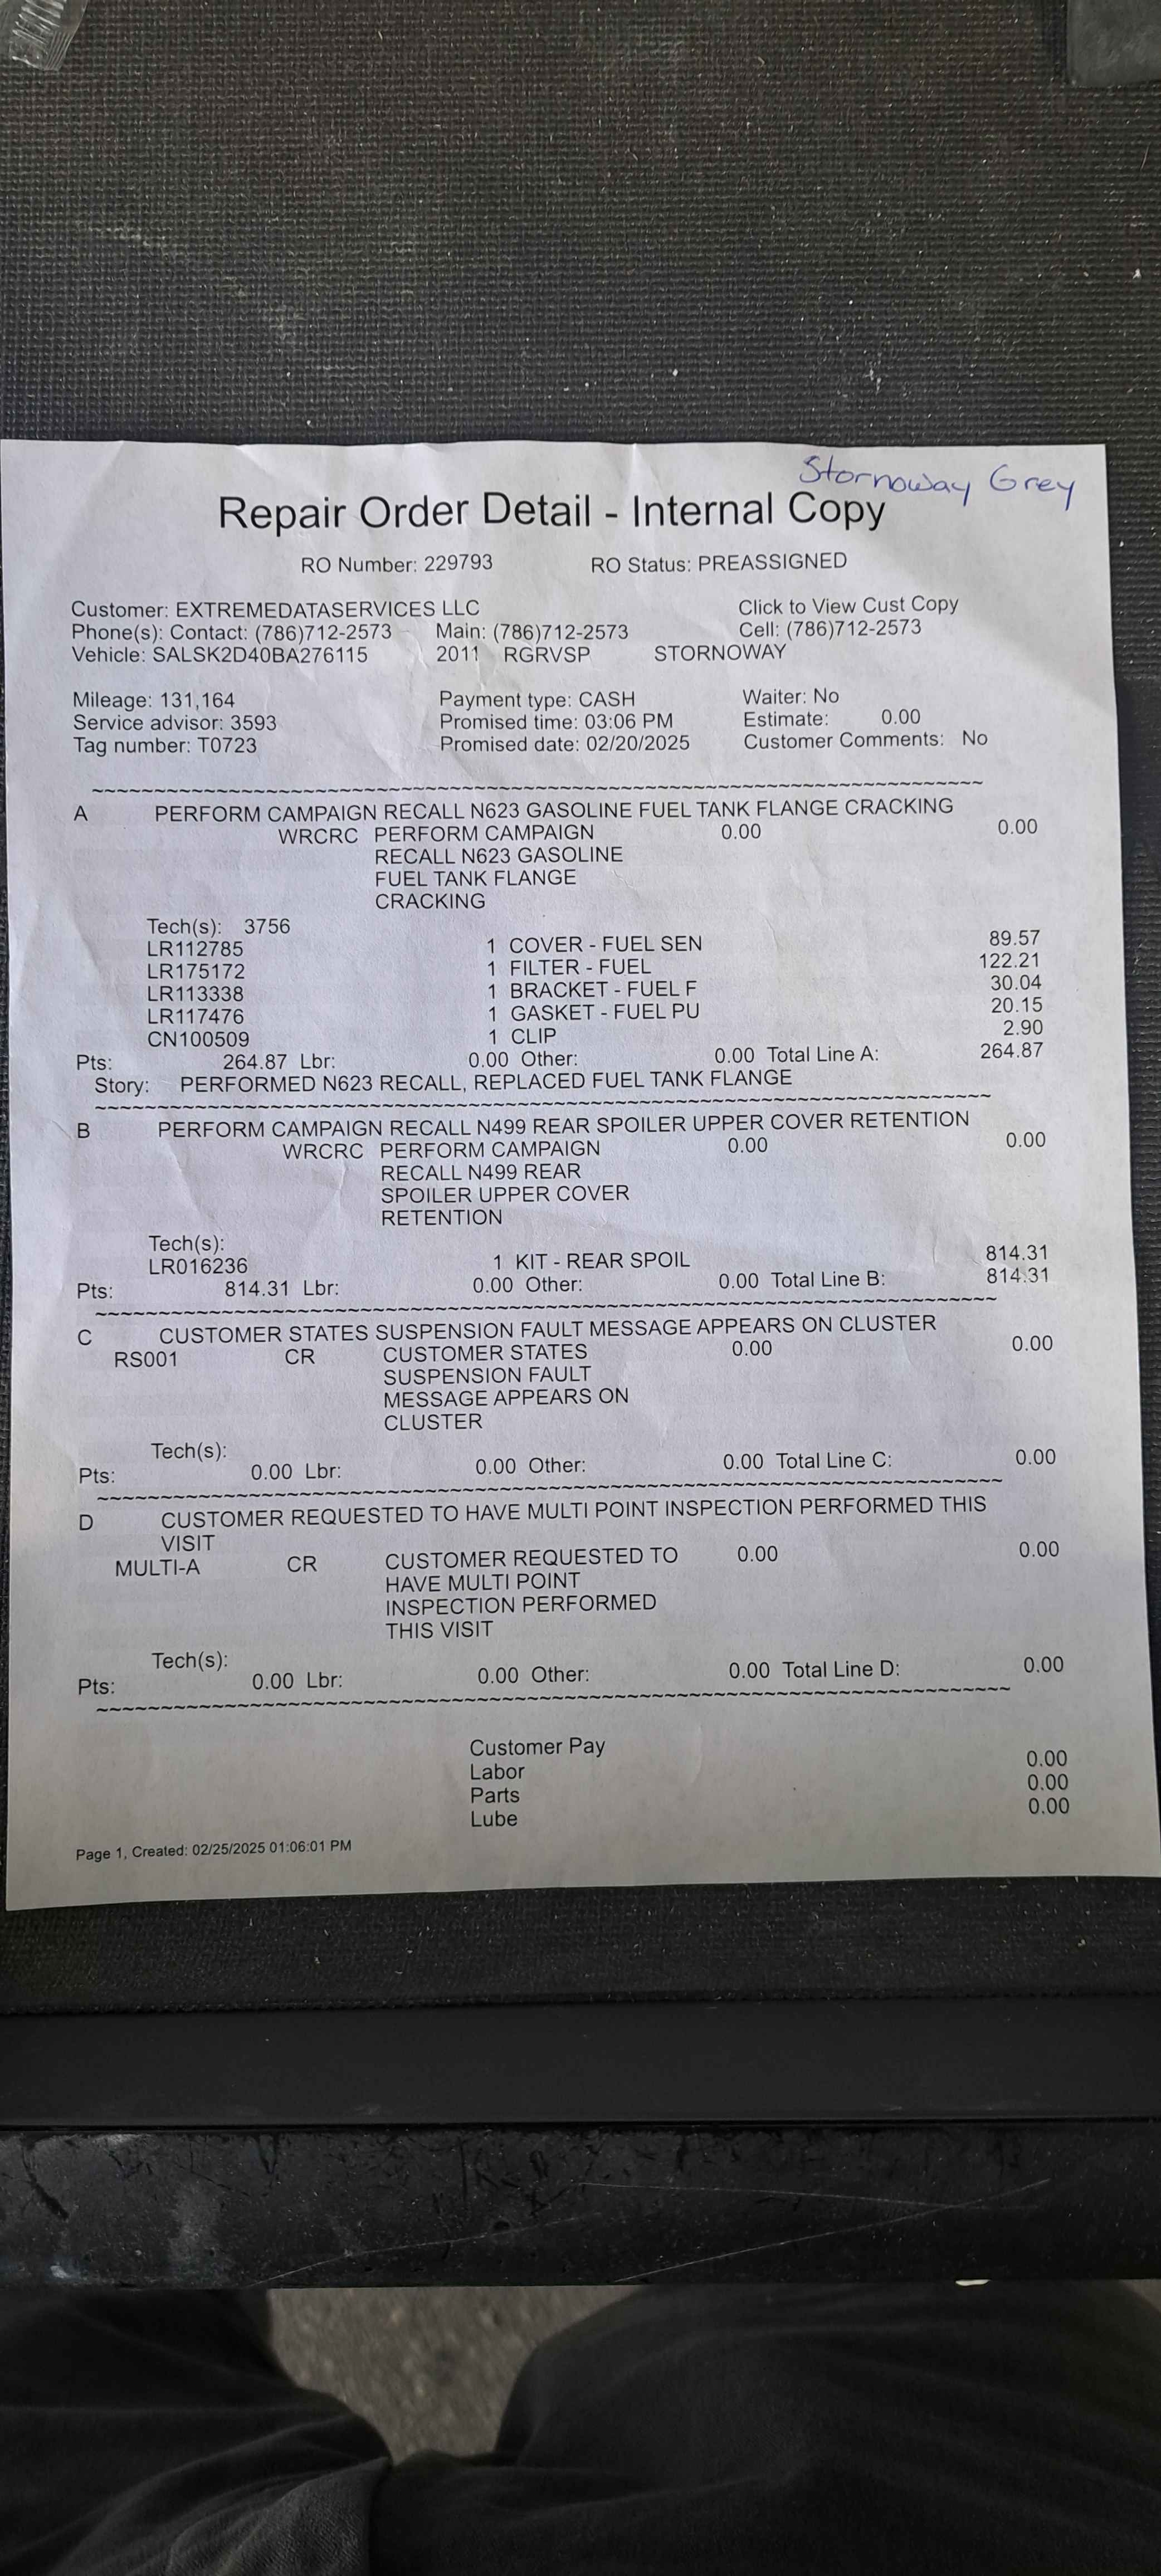 Stornoway Grey
Repair Order Detail - Internal Copy
RO Number: 229793 RO Status: PREASSIGNED
Customer: EXTREMEDATASERVICES LLC Click to View Cust Copy
Phone(s): Contact: (786)712-2573 Main: (786)712-2573 Cell: (786)712-2573
Vehicle: SALSK2D40BA276115 2011 RGRVSP STORNOWAY
Mileage: 131,164 Payment type: CASH Waiter: No
Service advisor: 3593 Promised time: 03:06 PM Estimate: 0.00
Tag number: T0723 Promised date: 02/20/2025 Customer Comments: No
~~~~~~~~~~~~~~~~~~~~~~~~~~~~~~~~~~~~~~~~
A PERFORM CAMPAIGN RECALL N623 GASOLINE FUEL TANK FLANGE CRACKING
WRCRC PERFORM CAMPAIGN 0.00 0.00
RECALL N623 GASOLINE
FUEL TANK FLANGE
CRACKING
Tech(s): 3756
LR112785 1 COVER - FUEL SEN 89.57
LR175172 1 FILTER - FUEL 122.21
LR113338 1 BRACKET - FUEL F 30.04
LR117476 1 GASKET - FUEL PU 20.15
CN100509 1 CLIP 2.90
Pts: 264.87 Lbr: 0.00 Other: 0.00 Total Line A: 264.87
Story: PERFORMED N623 RECALL, REPLACED FUEL TANK FLANGE
~~~~~~~~~~~~~~~~~~~~~~~~~~~~~~~~~~~~~~~~
B PERFORM CAMPAIGN RECALL N499 REAR SPOILER UPPER COVER RETENTION
WRCRC PERFORM CAMPAIGN 0.00 0.00
RECALL N499 REAR
SPOILER UPPER COVER
RETENTION
Tech(s):
LR016236 1 KIT - REAR SPOIL 814.31
Pts: 814.31 Lbr: 0.00 Other: 0.00 Total Line B: 814.31
~~~~~~~~~~~~~~~~~~~~~~~~~~~~~~~~~~~~~~~~
C CUSTOMER STATES SUSPENSION FAULT MESSAGE APPEARS ON CLUSTER
RS001 CR CUSTOMER STATES 0.00 0.00
SUSPENSION FAULT
MESSAGE APPEARS ON
CLUSTER
Tech(s):
Pts: 0.00 Lbr: 0.00 Other: 0.00 Total Line C: 0.00
~~~~~~~~~~~~~~~~~~~~~~~~~~~~~~~~~~~~~~~~
D CUSTOMER REQUESTED TO HAVE MULTI POINT INSPECTION PERFORMED THIS
VISIT
MULTI-A CR CUSTOMER REQUESTED TO 0.00 0.00
HAVE MULTI POINT
INSPECTION PERFORMED
THIS VISIT
Tech(s):
Pts: 0.00 Lbr: 0.00 Other: 0.00 Total Line D: 0.00
~~~~~~~~~~~~~~~~~~~~~~~~~~~~~~~~~~~~~~~~
Customer Pay
Labor 0.00
Parts 0.00
Lube 0.00
Page 1, Created: 02/25/2025 01:06:01 PM